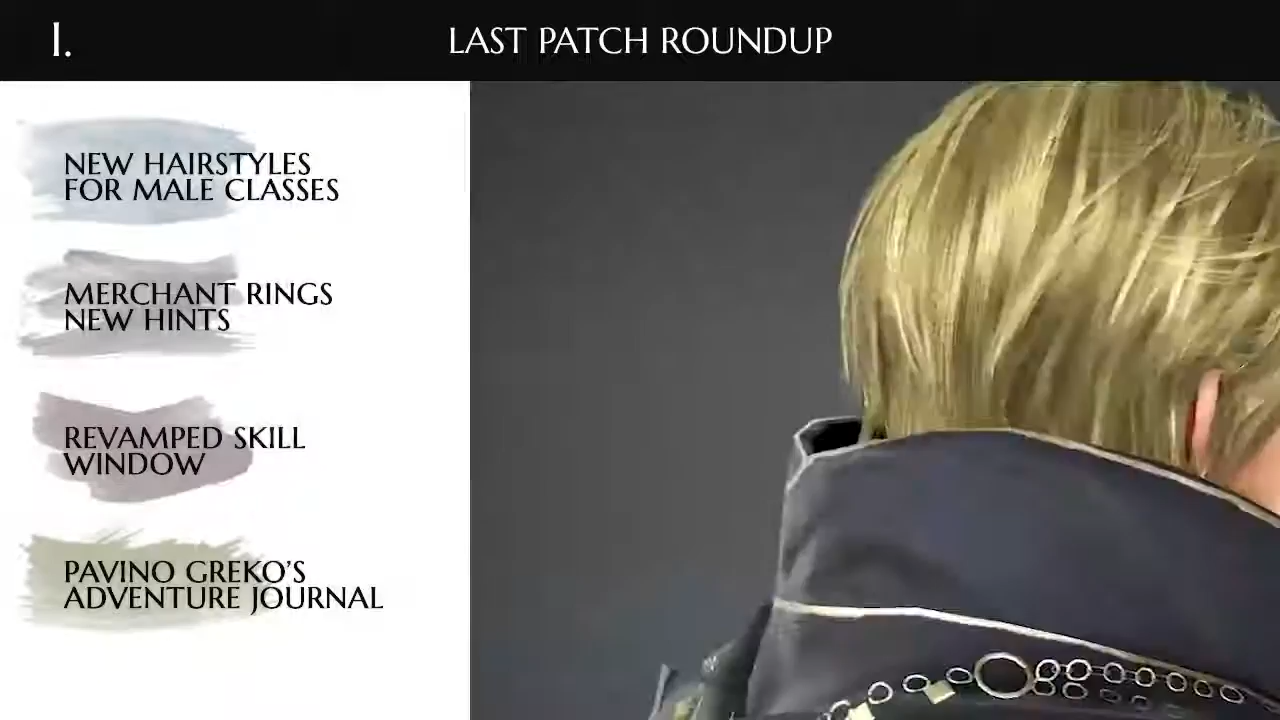 I.
LAST PATCH ROUNDUP
NEW HAIRSTYLES
FOR MALE CLASSES
MERCHANT RINGS
NEW HINTS
REVAMPED SKILL
WINDOW
PAVINO GREKO'S
ADVENTURE JOURNAL